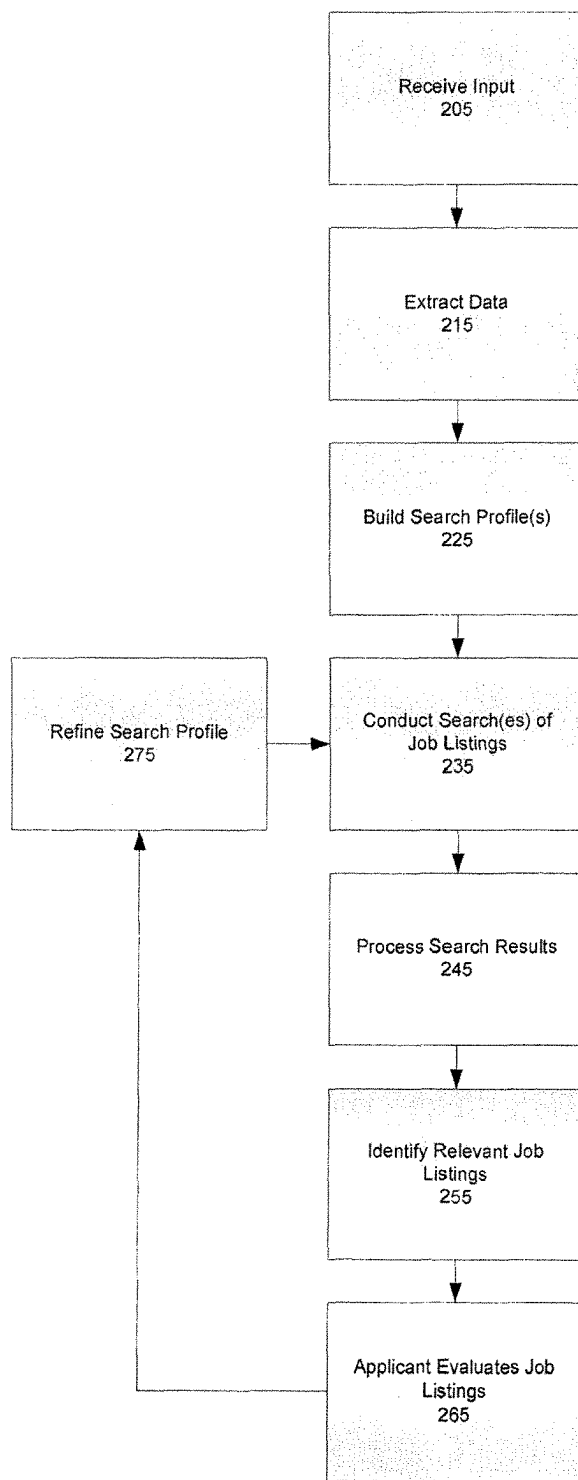 Receive Input
205
Extract Data
215
Build Search Profile(s)
225
Refine Search Profile
275
Conduct Search(es) of
Job Listings
235
Process Search Results
245
Identify Relevant Job
Listings
255
Applicant Evaluates Job
Listings
265